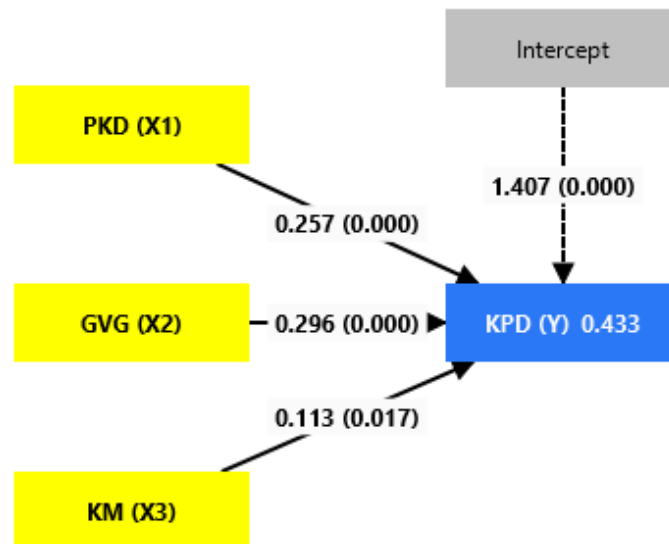 Intercept
PKD (X1)
1.407 (0.000)
0.257 (0.000)
GVG (X2)
0.296 (0.000)
KPD (Y) 0.433
0.113 (0.017)
KM (X3)